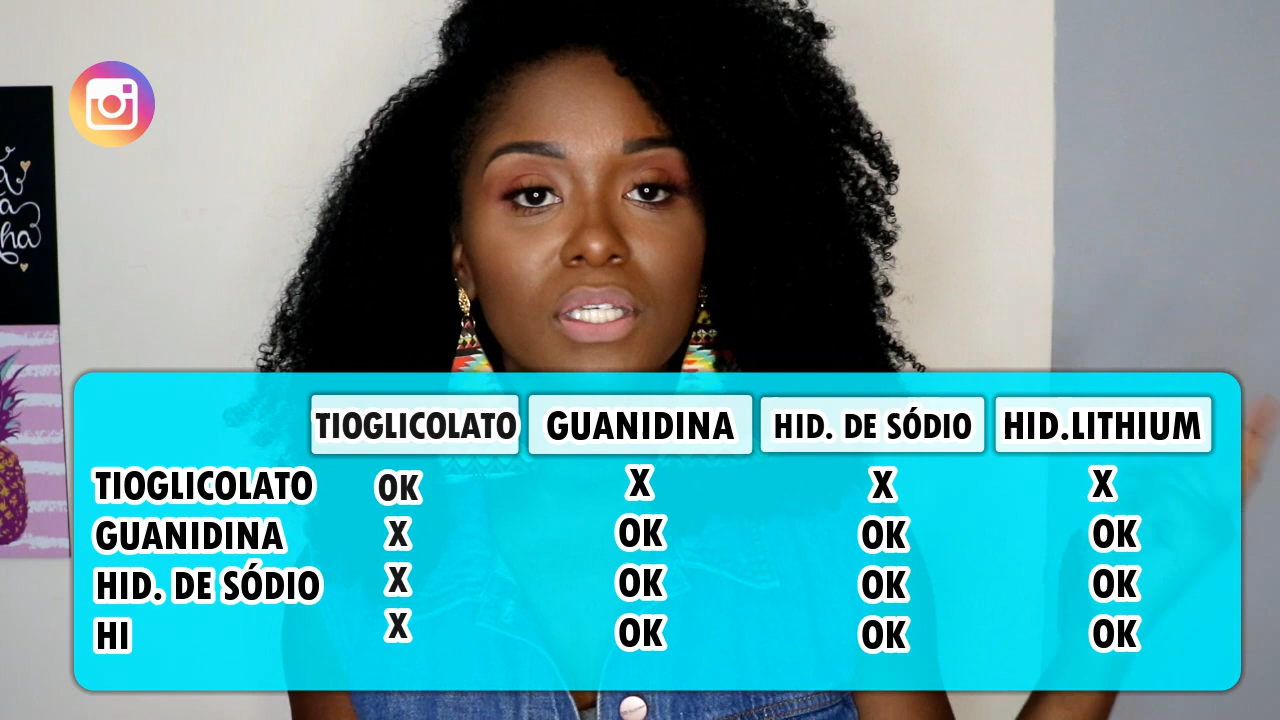 TIOGLICOLATO GUANIDINA HID. DE SÓDIO HID.LITHIUM
TIOGLICOLATO OK X X X
GUANIDINA X OK OK OK
HID. DE SÓDIO X OK OK OK
HI X OK OK OK